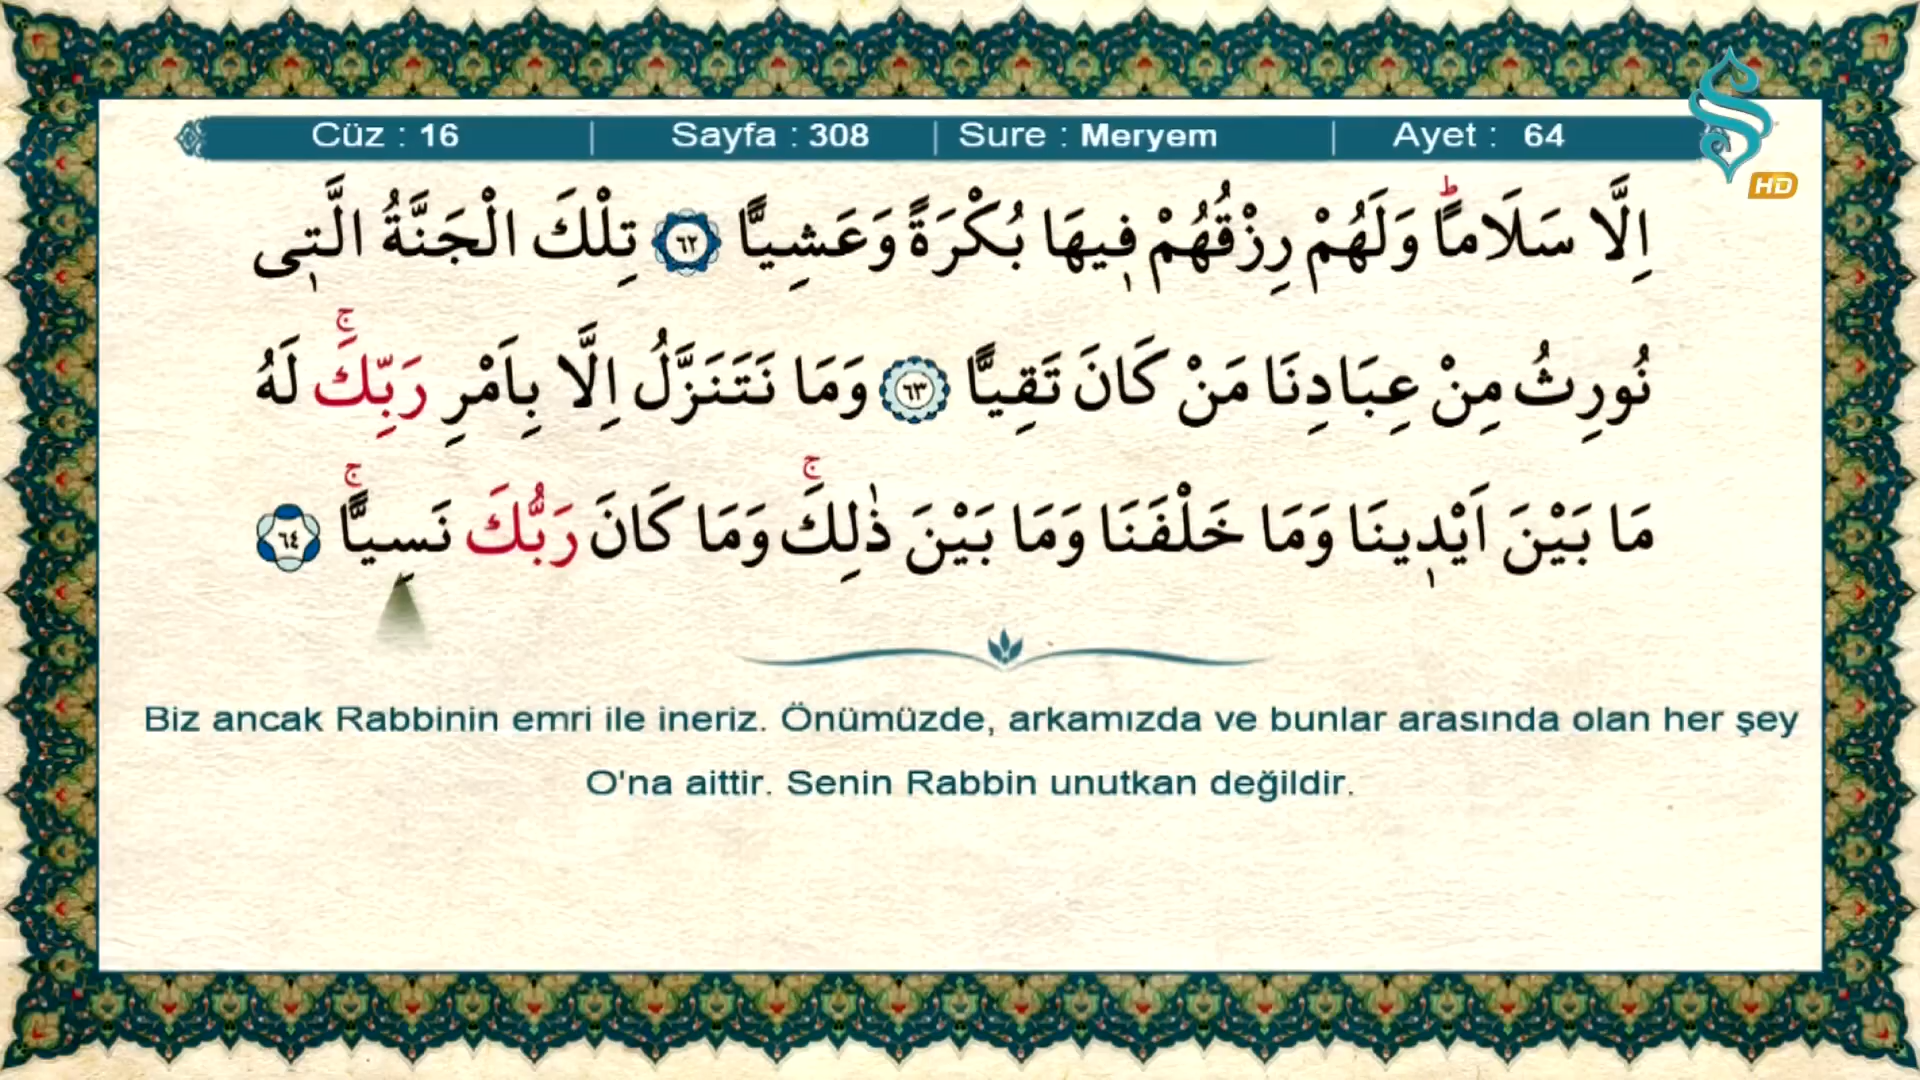 Cüz : 16 | Sayfa : 308 | Sure : Meryem | Ayet : 64
HD
اِلَّا سَلَامًاۜ وَلَهُمْ رِزْقُهُمْ ف۪يهَا بُكْرَةً وَعَشِيًّا ٦٢ تِلْكَ الْجَنَّةُ الَّت۪ى
نُورِثُ مِنْ عِبَادِنَا مَنْ كَانَ تَقِيًّا ٦٣ وَمَا نَتَنَزَّلُ اِلَّا بِاَمْرِ رَبِّكَۚ لَهُ
مَا بَيْنَ اَيْد۪ينَا وَمَا خَلْفَنَا وَمَا بَيْنَ ذٰلِكَۚ وَمَا كَانَ رَبُّكَ نَسِيًّاۚ ٦٤
Biz ancak Rabbinin emri ile ineriz. Önümüzde, arkamızda ve bunlar arasında olan her şey
O'na aittir. Senin Rabbin unutkan değildir.